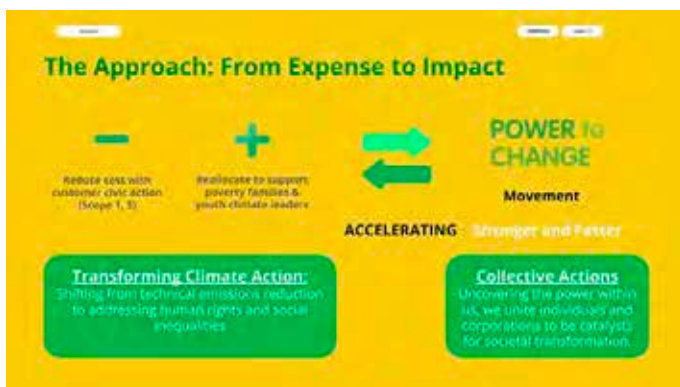 The Approach: From Expense to Impact
Reduce cost with
customer civic action
(Scope 1, 3)
Reallocate to support
poverty families &
youth climate leaders
POWER to
CHANGE
Movement
ACCELERATING Stronger and Faster
Transforming Climate Action:
Shifting from technical emissions reduction
to addressing human rights and social
inequalities
Collective Actions
Uncovering the power within
us, we unite individuals and
corporations to be catalysts
for societal transformation.